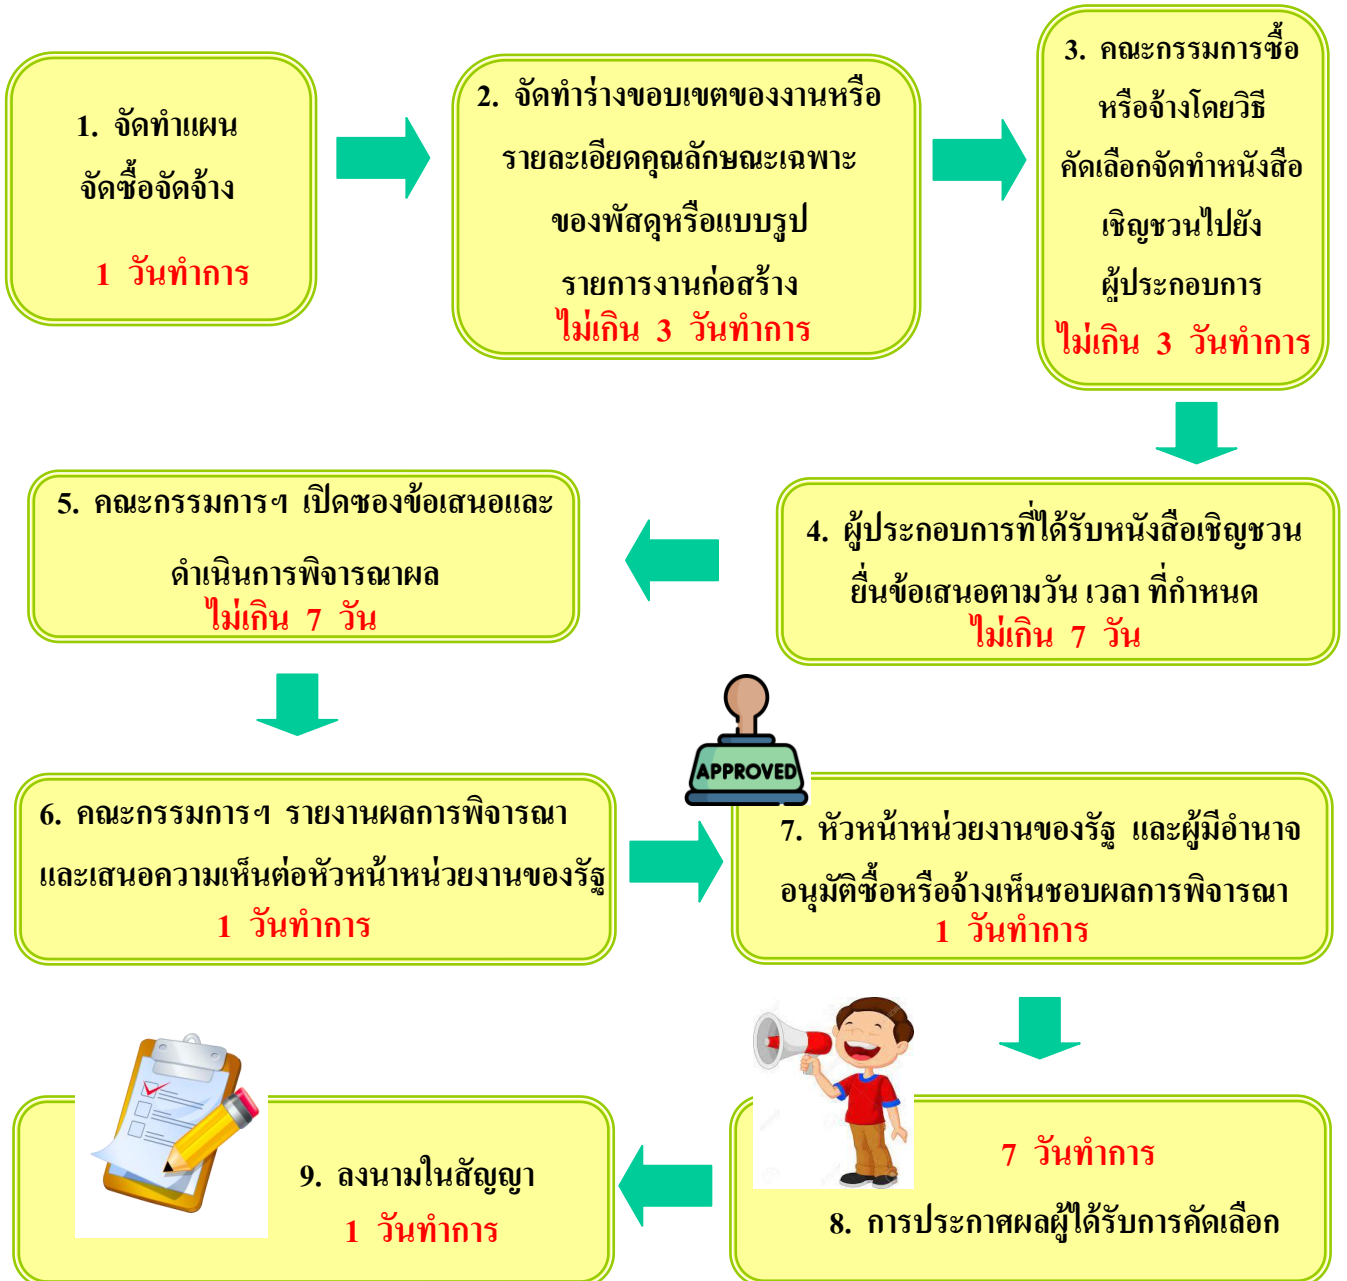 1. จัดทำแผน
จัดซื้อจัดจ้าง
1 วันทำการ
2. จัดทำร่างขอบเขตของงานหรือ
รายละเอียดคุณลักษณะเฉพาะ
ของพัสดุหรือแบบรูป
รายการงานก่อสร้าง
ไม่เกิน 3 วันทำการ
3. คณะกรรมการซื้อ
หรือจ้างโดยวิธี
คัดเลือกจัดทำหนังสือ
เชิญชวนไปยัง
ผู้ประกอบการ
ไม่เกิน 3 วันทำการ
4. ผู้ประกอบการที่ได้รับหนังสือเชิญชวน
ยื่นข้อเสนอตามวัน เวลา ที่กำหนด
ไม่เกิน 7 วัน
5. คณะกรรมการฯ เปิดซองข้อเสนอและ
ดำเนินการพิจารณาผล
ไม่เกิน 7 วัน
6. คณะกรรมการฯ รายงานผลการพิจารณา
และเสนอความเห็นต่อหัวหน้าหน่วยงานของรัฐ
1 วันทำการ
APPROVED
7. หัวหน้าหน่วยงานของรัฐ และผู้มีอำนาจ
อนุมัติซื้อหรือจ้างเห็นชอบผลการพิจารณา
1 วันทำการ
7 วันทำการ
8. การประกาศผลผู้ได้รับการคัดเลือก
9. ลงนามในสัญญา
1 วันทำการ